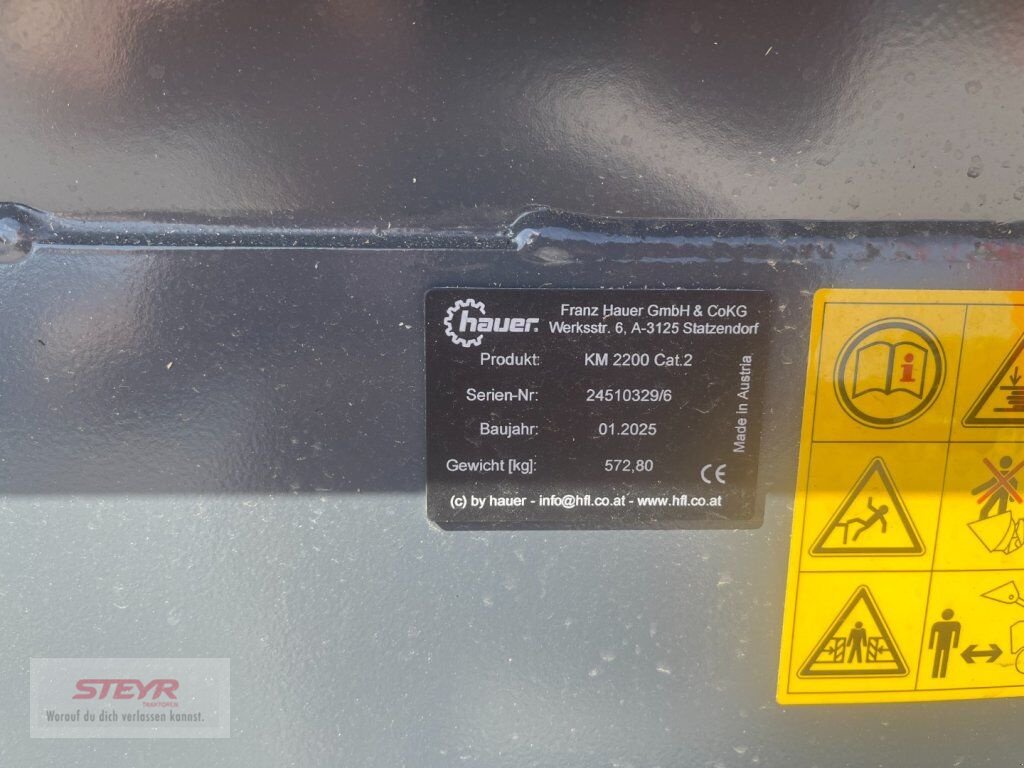 hauer.
Franz Hauer GmbH & CoKG
Werksstr. 6, A-3125 Statzendorf
Produkt: KM 2200 Cat.2
Serien-Nr: 24510329/6
Baujahr: 01.2025
Gewicht [kg]: 572,80
Made in Austria
CE
(c) by hauer - info@hfl.co.at - www.hfl.co.at
STEYR
TRAKTOREN
Worauf du dich verlassen kannst.